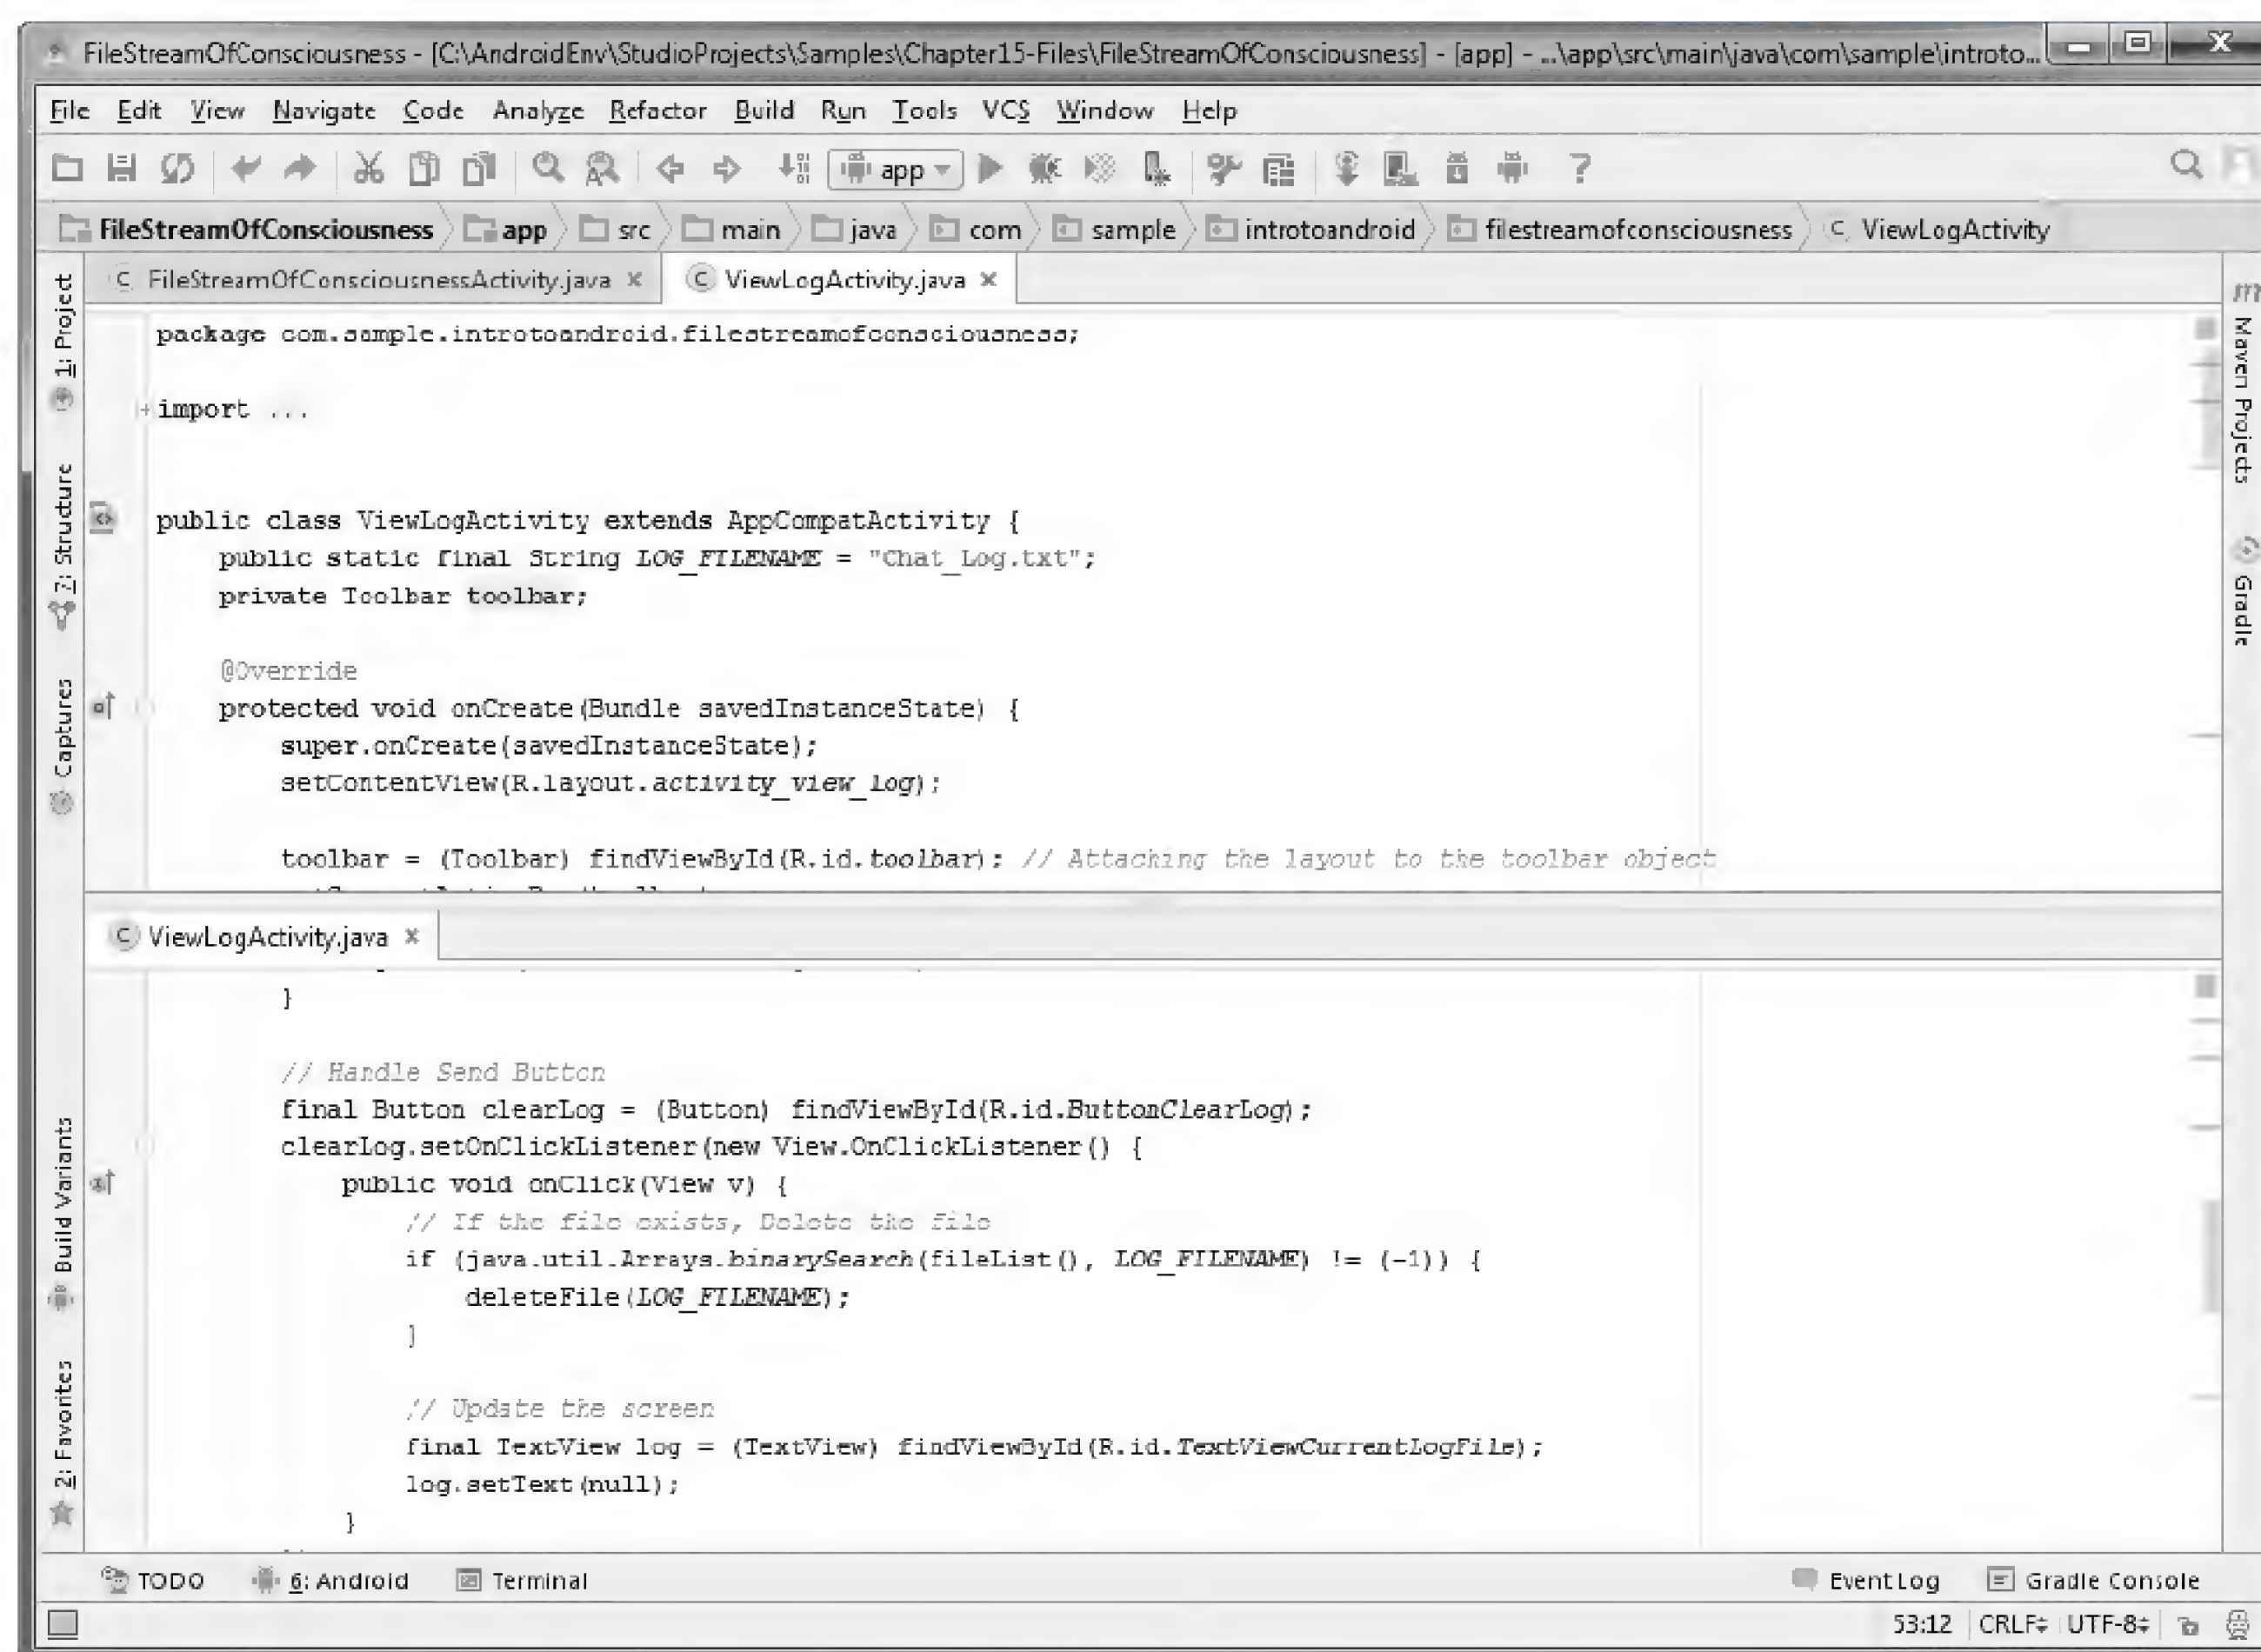 FileStreamOfConsciousness - [C:\AndroidEnv\StudioProjects\Samples\Chapter15-Files\FileStreamOfConsciousness] - [app] - ...\app\src\main\java\com\sample\introto...
File Edit View Navigate Code Analyze Refactor Build Run Tools VCS Window Help
app
FileStreamOfConsciousness app src main java com sample introtoandroid filestreamofconsciousness ViewLogActivity
FileStreamOfConsciousnessActivity.java ViewLogActivity.java
1: Project
7: Structure
Captures
Build Variants
2: Favorites
package com.sample.introtoandroid.filestreamofconsciousness;
import ...
public class ViewLogActivity extends AppCompatActivity {
public static final String LOG_FILENAME = "Chat_Log.txt";
private Toolbar toolbar;
@Override
protected void onCreate(Bundle savedInstanceState) {
super.onCreate(savedInstanceState);
setContentView(R.layout.activity_view_log);
toolbar = (Toolbar) findViewById(R.id.toolbar); // Attaching the layout to the toolbar object
ViewLogActivity.java
}
// Handle Send Button
final Button clearLog = (Button) findViewById(R.id.ButtonClearLog);
clearLog.setOnClickListener(new View.OnClickListener() {
public void onClick(View v) {
// If the file exists, Delete the file
if (java.util.Arrays.binarySearch(fileList(), LOG_FILENAME) != (-1)) {
deleteFile(LOG_FILENAME);
}
// Update the screen
final TextView log = (TextView) findViewById(R.id.TextViewCurrentLogFile);
log.setText(null);
}
Maven Projects
Gradle
TODO 6: Android Terminal Event Log Gradle Console
53:12 CRLF UTF-8